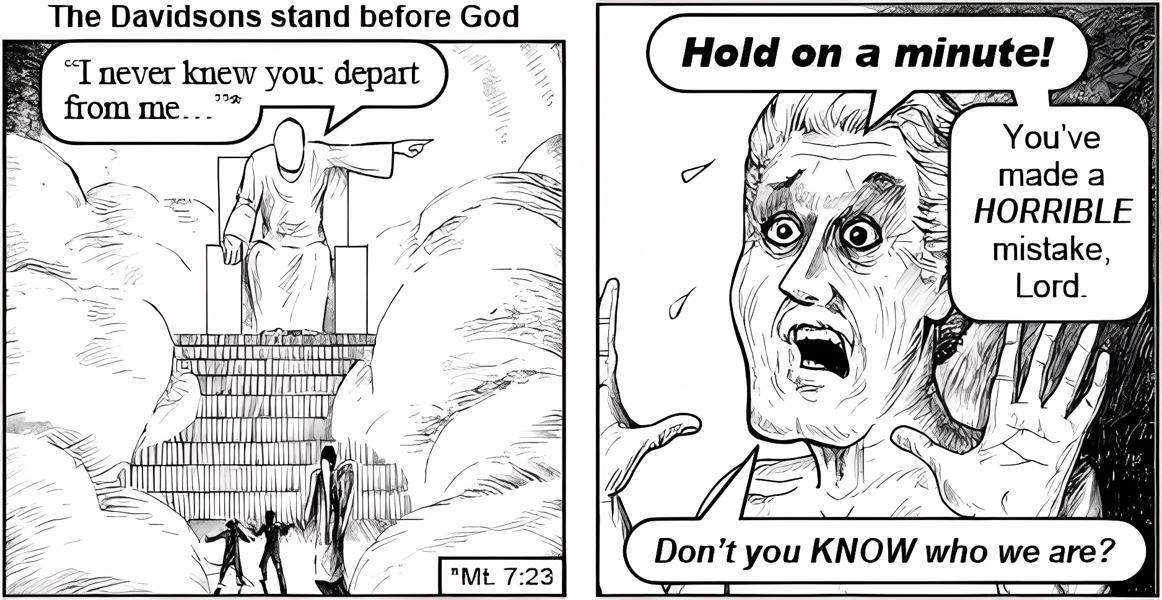 The Davidsons stand before God
“I never knew you: depart
from me...”*
"Mt. 7:23
Hold on a minute!
You’ve
made a
HORRIBLE
mistake,
Lord.
Don’t you KNOW who we are?